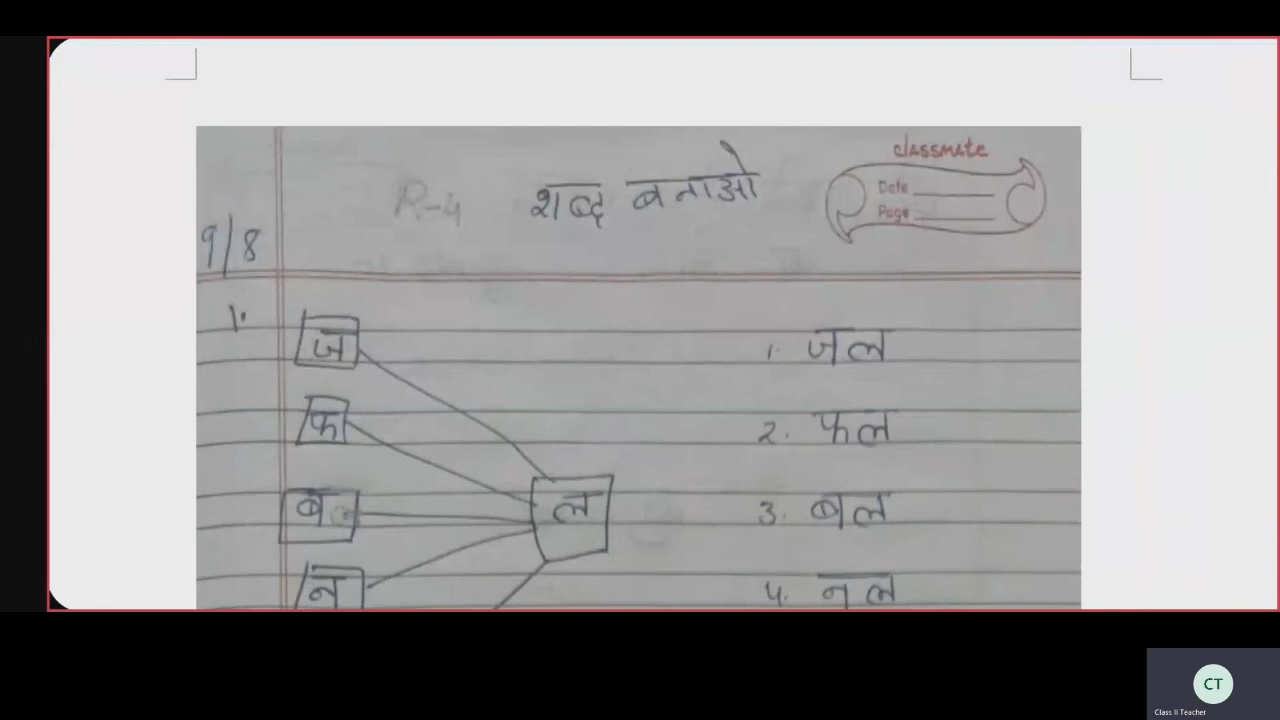 classmate
R-4 शब्द बनाओ
Date
Page
9/8
1.
ज 1. जल
फ 2. फल
ब ल 3. बल
न 4. नल
CT
Class II Teacher